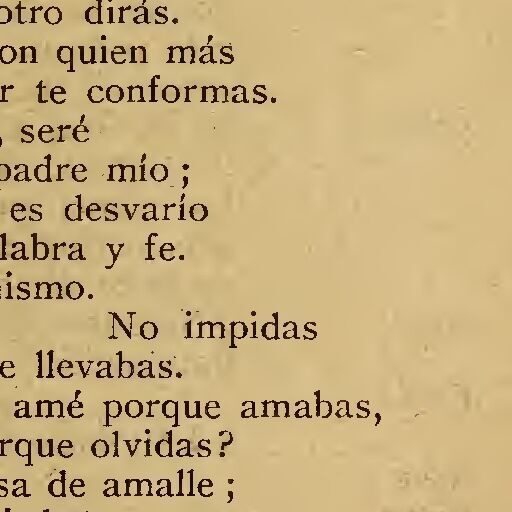 otro dirás.
on quien más
r te conformas.
, seré
padre mío;
es desvarío
labra y fe.
ismo.
No impidas
e llevabas.
amé porque amabas,
rque olvidas?
sa de amalle;